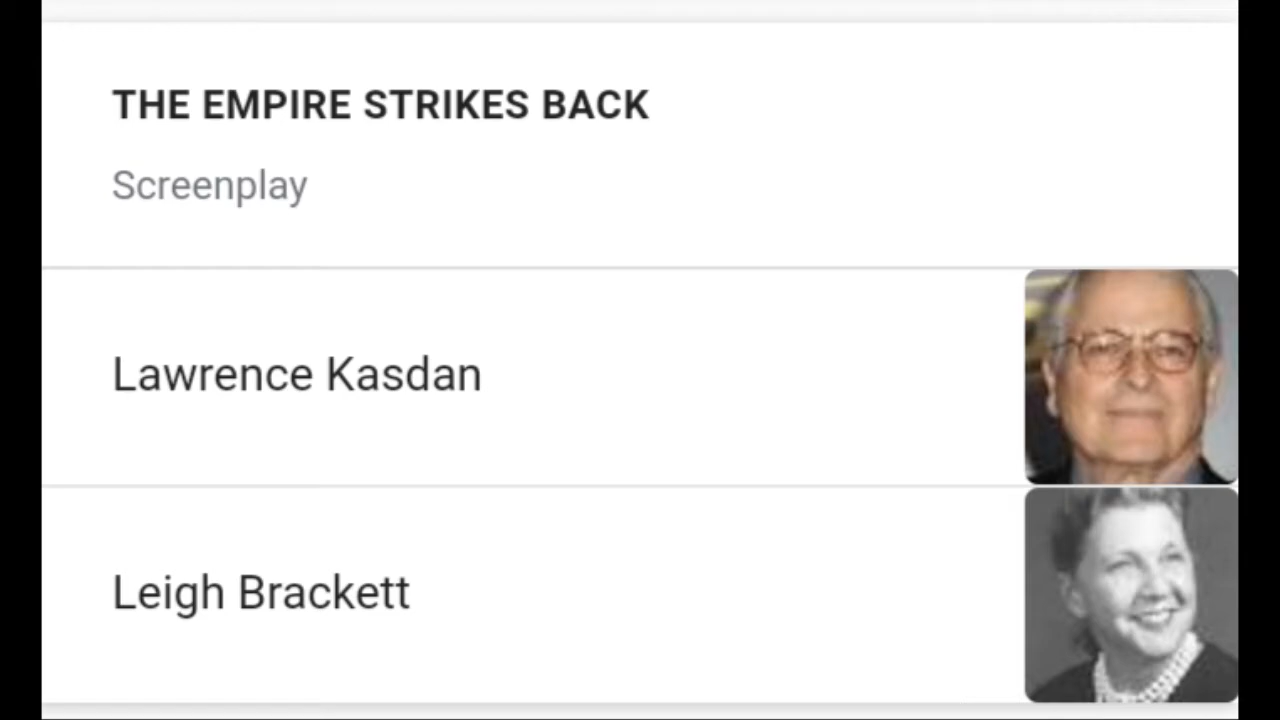 THE EMPIRE STRIKES BACK
Screenplay
Lawrence Kasdan
Leigh Brackett